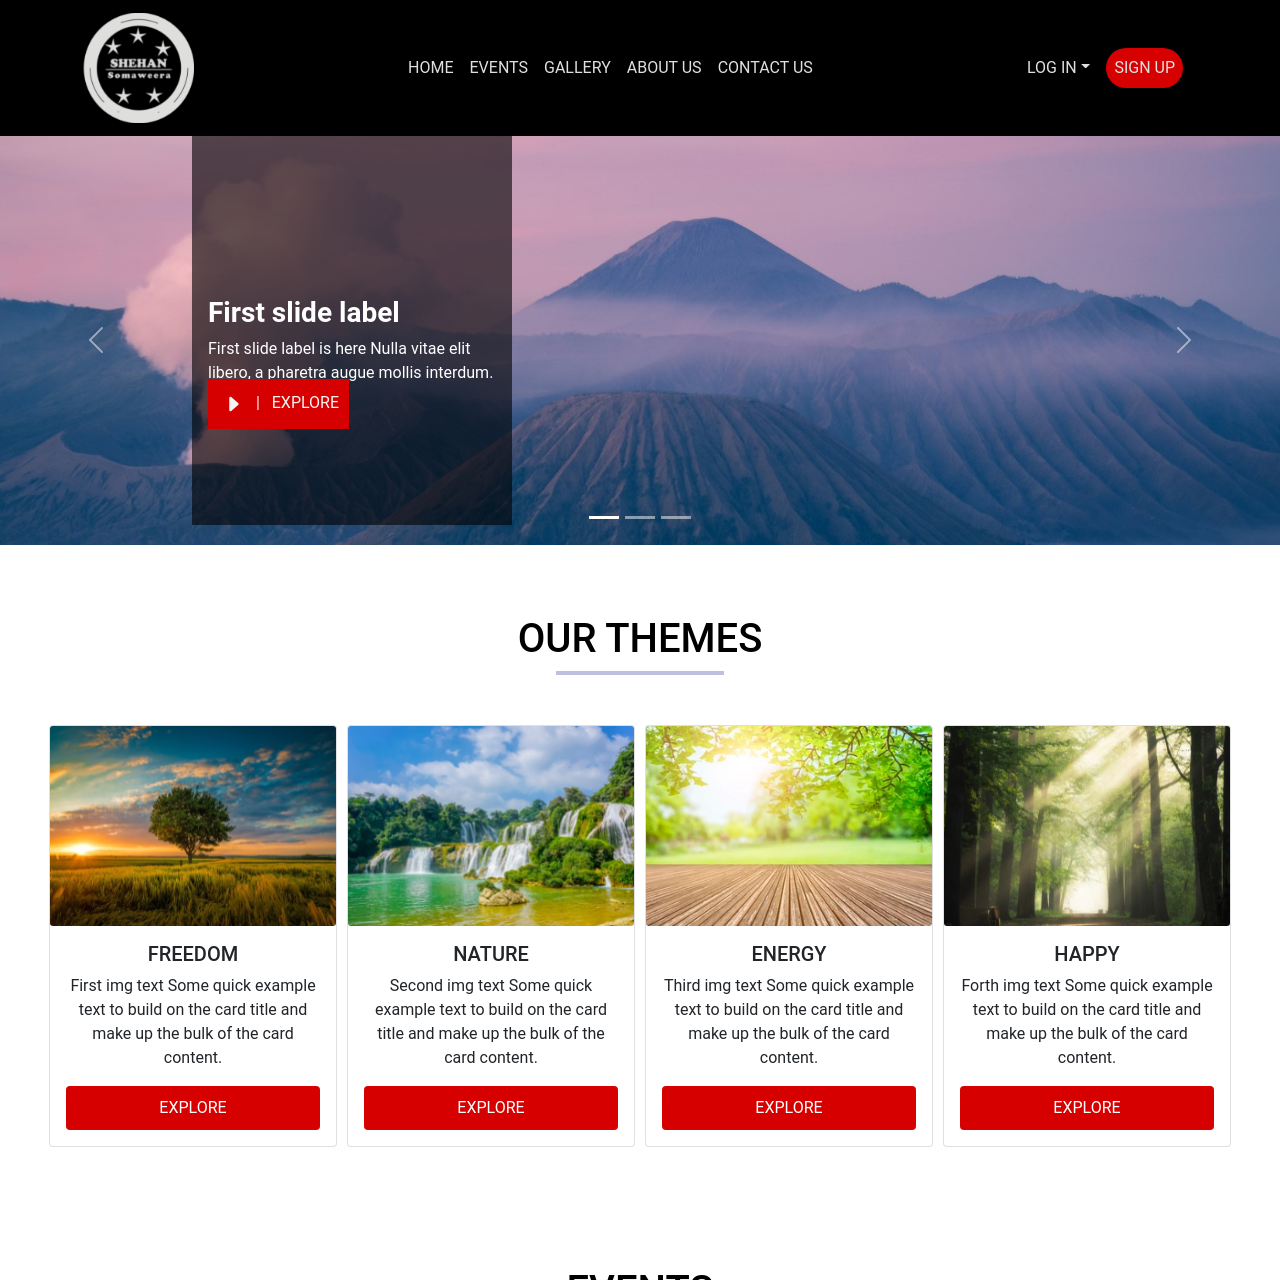 SHEHAN
Somaweera
HOME EVENTS GALLERY ABOUT US CONTACT US LOG IN SIGN UP
First slide label
First slide label is here Nulla vitae elit
libero, a pharetra augue mollis interdum.
| EXPLORE
OUR THEMES
FREEDOM
First img text Some quick example
text to build on the card title and
make up the bulk of the card
content.
EXPLORE
NATURE
Second img text Some quick
example text to build on the card
title and make up the bulk of the
card content.
EXPLORE
ENERGY
Third img text Some quick example
text to build on the card title and
make up the bulk of the card
content.
EXPLORE
HAPPY
Forth img text Some quick example
text to build on the card title and
make up the bulk of the card
content.
EXPLORE
EVENTS